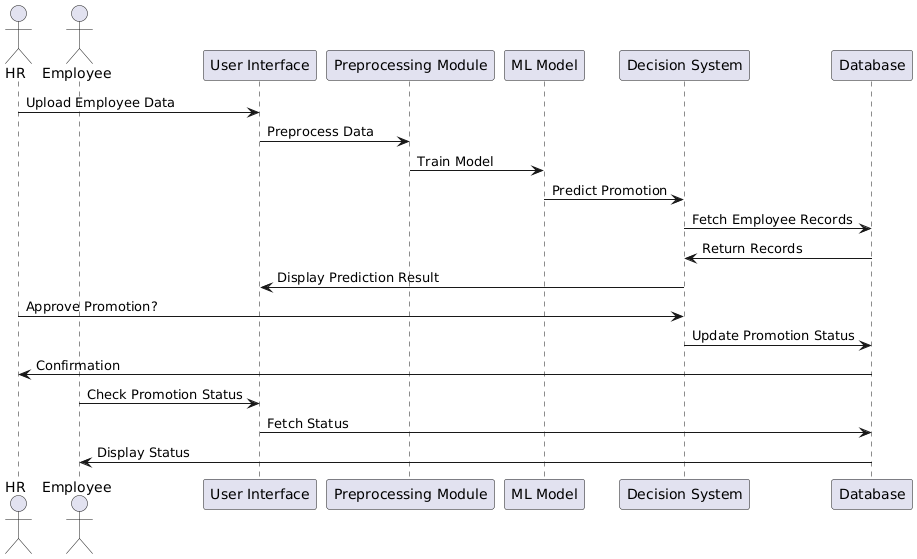 HR
Employee
User Interface
Preprocessing Module
ML Model
Decision System
Database
Upload Employee Data
Preprocess Data
Train Model
Predict Promotion
Fetch Employee Records
Return Records
Display Prediction Result
Approve Promotion?
Update Promotion Status
Confirmation
Check Promotion Status
Fetch Status
Display Status
HR
Employee
User Interface
Preprocessing Module
ML Model
Decision System
Database